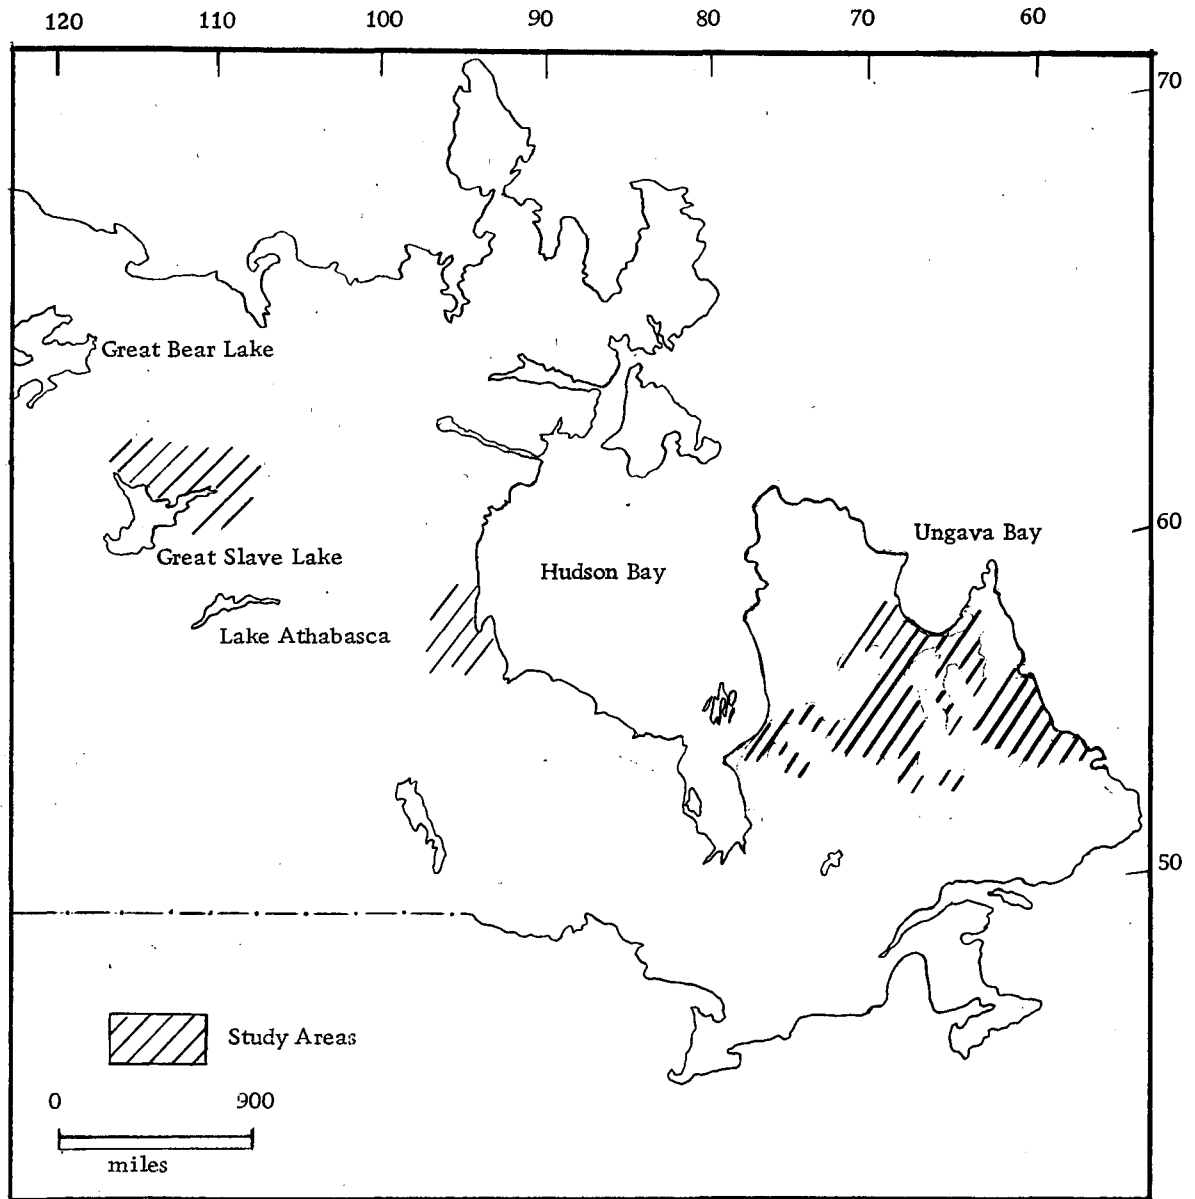 120 110 100 90 80 70 60
70
Great Bear Lake
60
Ungava Bay
Great Slave Lake
Hudson Bay
Lake Athabasca
50
Study Areas
0 900
miles